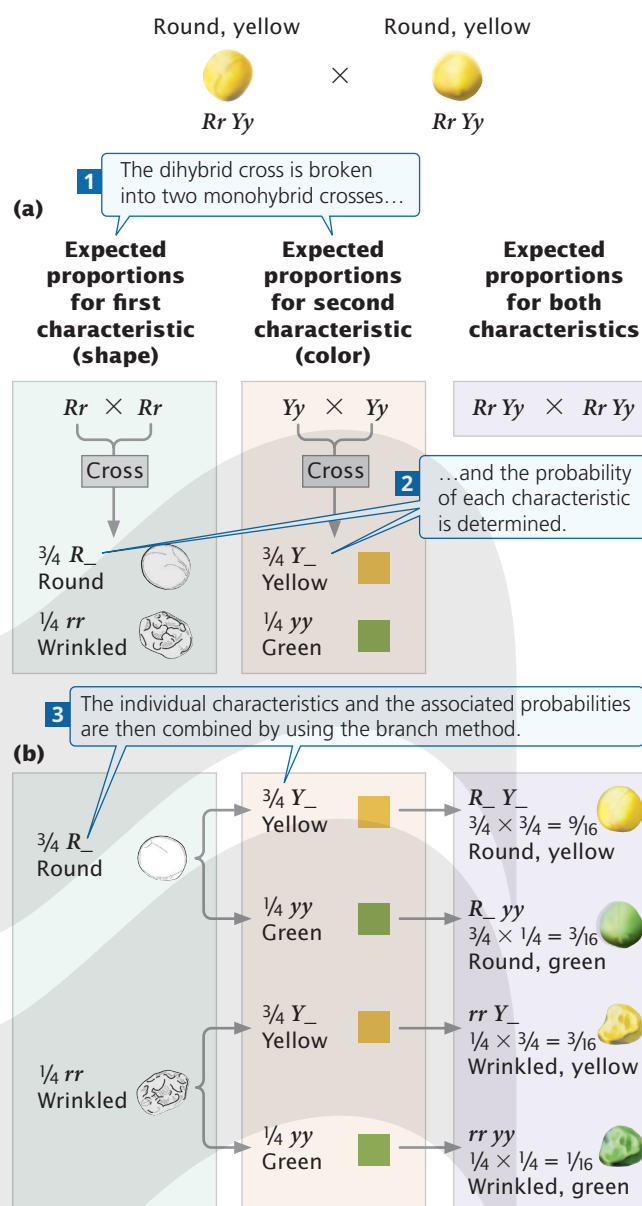 Round, yellow Round, yellow
×
Rr Yy Rr Yy
1 The dihybrid cross is broken
into two monohybrid crosses…
(a)
Expected
proportions
for first
characteristic
(shape)
Expected
proportions
for second
characteristic
(color)
Expected
proportions
for both
characteristics
Rr × Rr
Cross
Yy × Yy
Cross
Rr Yy × Rr Yy
2 …and the probability
of each characteristic
is determined.
3/4 R_
Round
1/4 rr
Wrinkled
3/4 Y_
Yellow
1/4 yy
Green
3 The individual characteristics and the associated probabilities
are then combined by using the branch method.
(b)
3/4 R_
Round
3/4 Y_
Yellow
R_ Y_
3/4 × 3/4 = 9/16
Round, yellow
1/4 yy
Green
R_ yy
3/4 × 1/4 = 3/16
Round, green
1/4 rr
Wrinkled
3/4 Y_
Yellow
rr Y_
1/4 × 3/4 = 3/16
Wrinkled, yellow
1/4 yy
Green
rr yy
1/4 × 1/4 = 1/16
Wrinkled, green